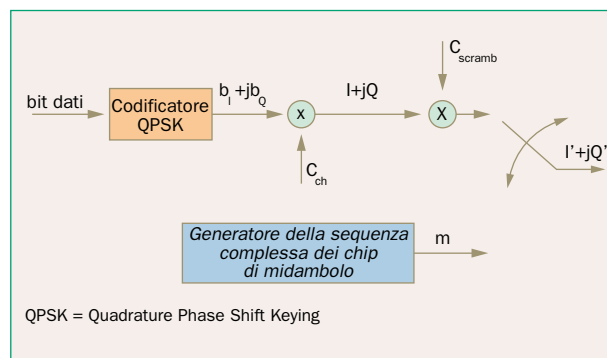 C scramb
bit dati
Codificatore
QPSK
b I +jb Q
x
I+jQ
X
I'+jQ'
C ch
Generatore della sequenza
complessa dei chip
di midambolo
m
QPSK = Quadrature Phase Shift Keying